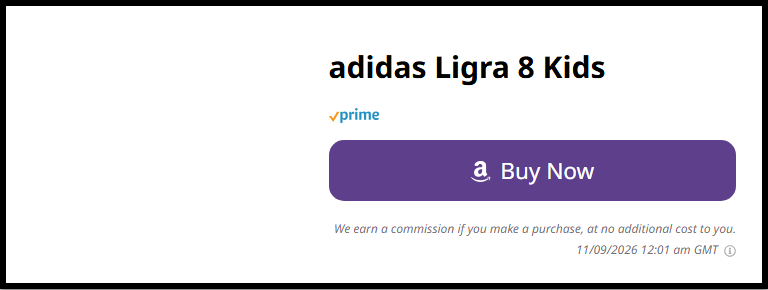 adidas Ligra 8 Kids
prime
Buy Now
We earn a commission if you make a purchase, at no additional cost to you.
11/09/2026 12:01 am GMT